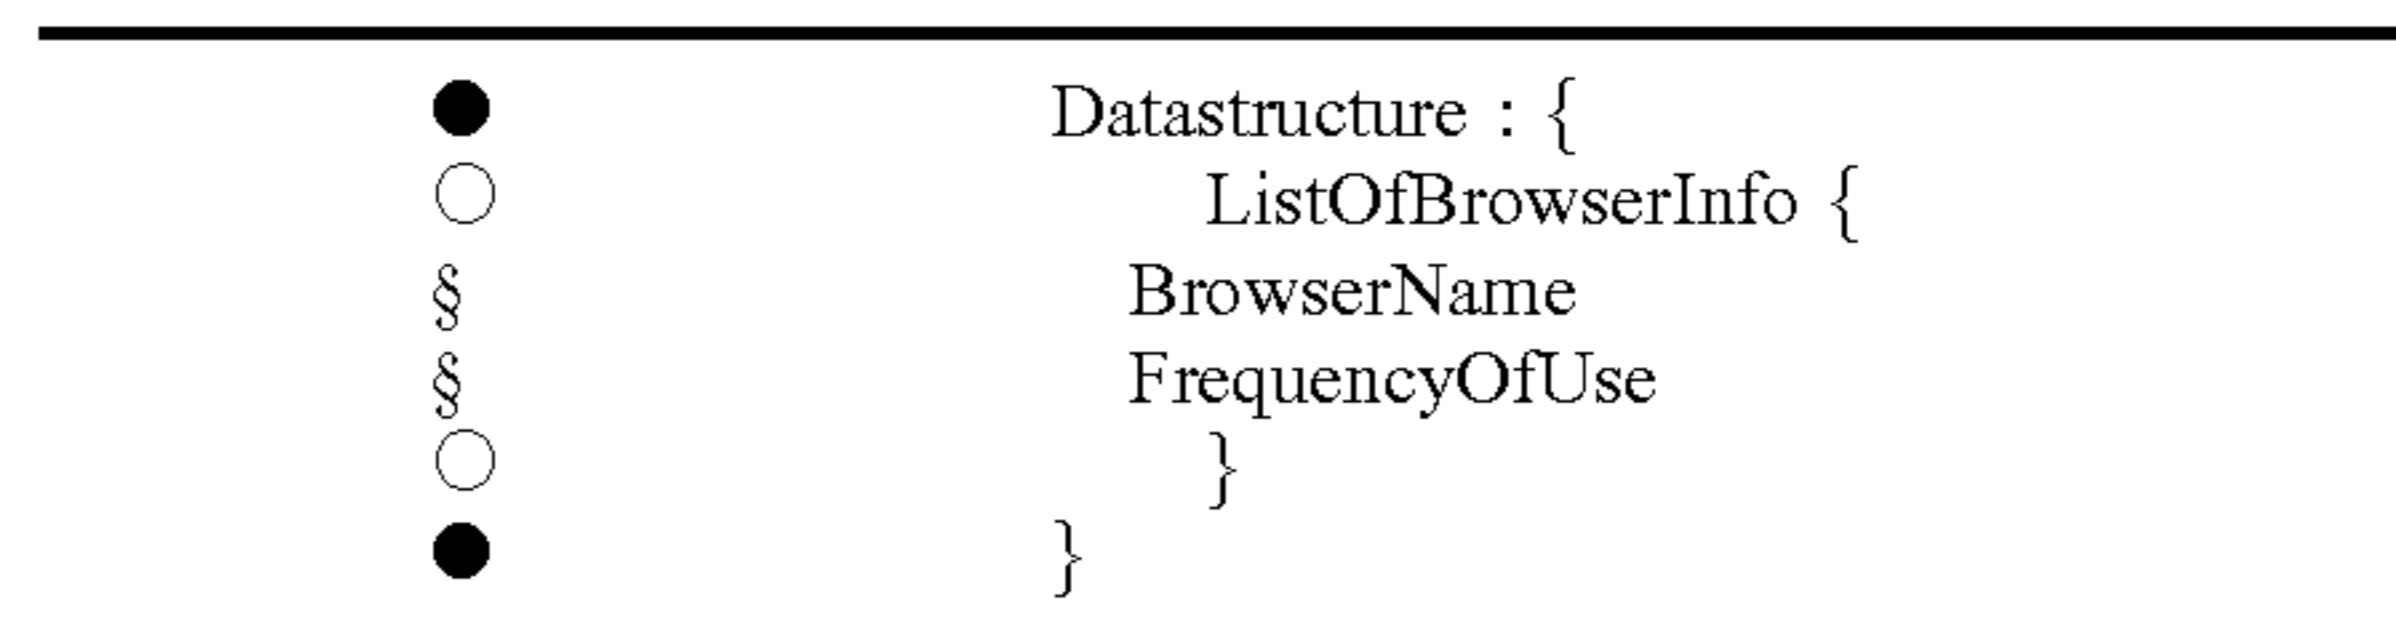 ● Datastructure : {
○ ListOfBrowserInfo {
§ BrowserName
§ FrequencyOfUse
○ }
● }